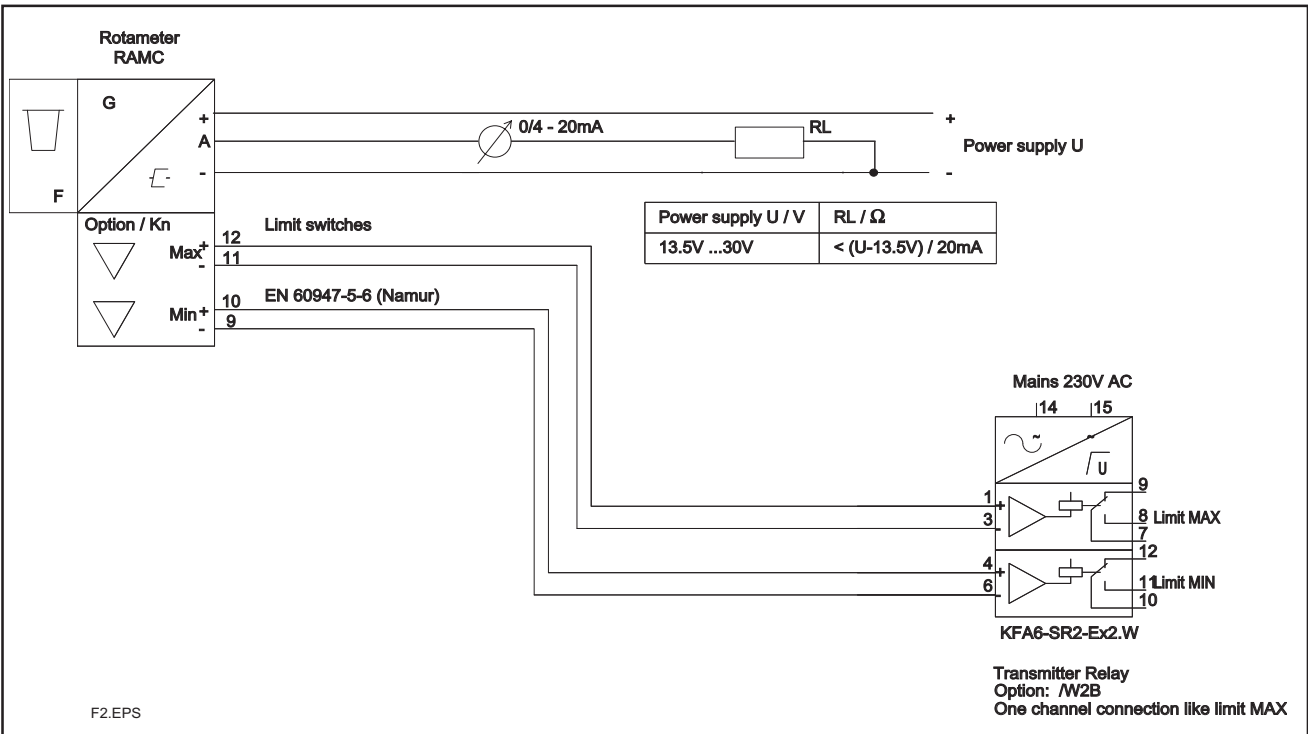 Rotameter
RAMC
G
F
+
A
-
0/4 - 20mA
RL
+
-
Power supply U
Power supply U / V RL / Ω
13.5V ...30V < (U-13.5V) / 20mA
Option / Kn
Limit switches
Max + 12
- 11
EN 60947-5-6 (Namur)
Min + 10
- 9
Mains 230V AC
14 15
~ ~
U
1 + 9
3 - 8 Limit MAX
7
4 + 12
6 - 11 Limit MIN
10
KFA6-SR2-Ex2.W
Transmitter Relay
Option: /W2B
One channel connection like limit MAX
F2.EPS